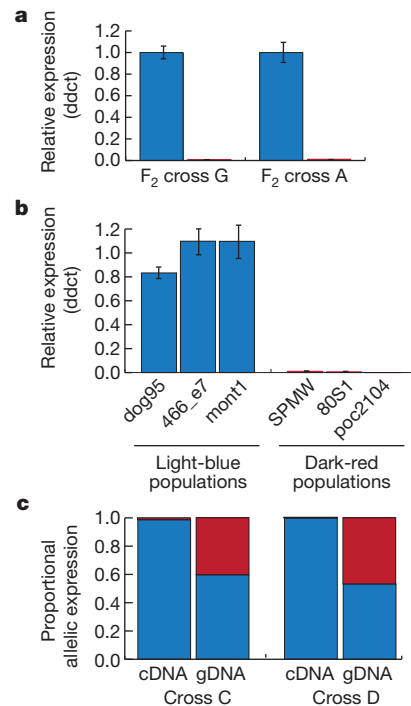 a
Relative expression
(ddct)
1.2
1.0
0.8
0.6
0.4
0.2
0.0
F2 cross G
F2 cross A
b
Relative expression
(ddct)
1.2
1.0
0.8
0.6
0.4
0.2
0.0
dog95
466_e7
mont1
SPMW
80S1
poc2104
Light-blue
populations
Dark-red
populations
c
Proportional
allelic expression
1.0
0.8
0.6
0.4
0.2
0.0
cDNA gDNA
cDNA gDNA
Cross C
Cross D